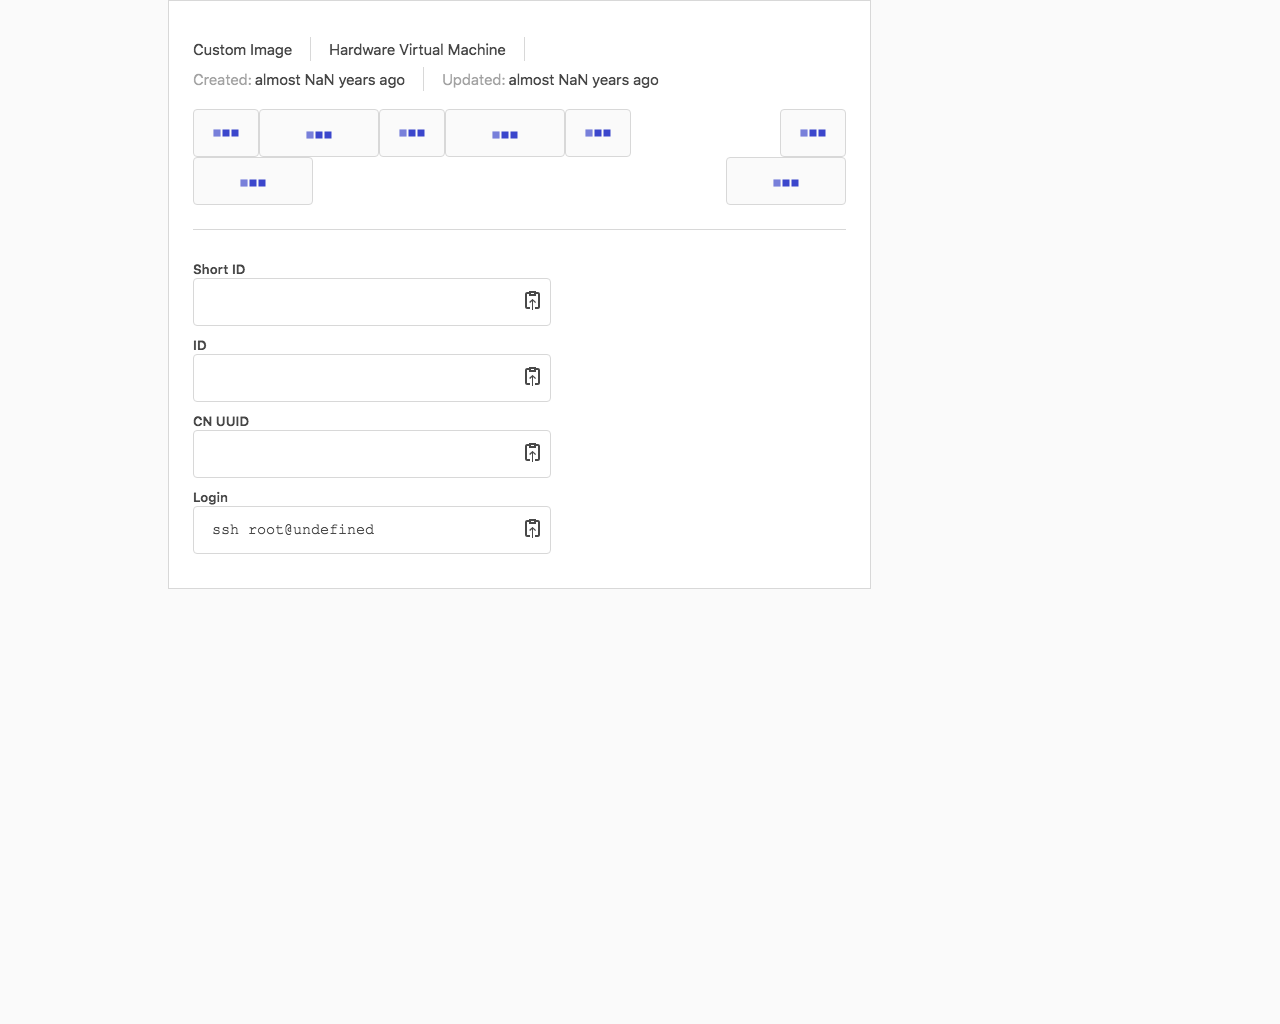 Custom Image Hardware Virtual Machine
Created: almost NaN years ago Updated: almost NaN years ago
Short ID
ID
CN UUID
Login
ssh root@undefined